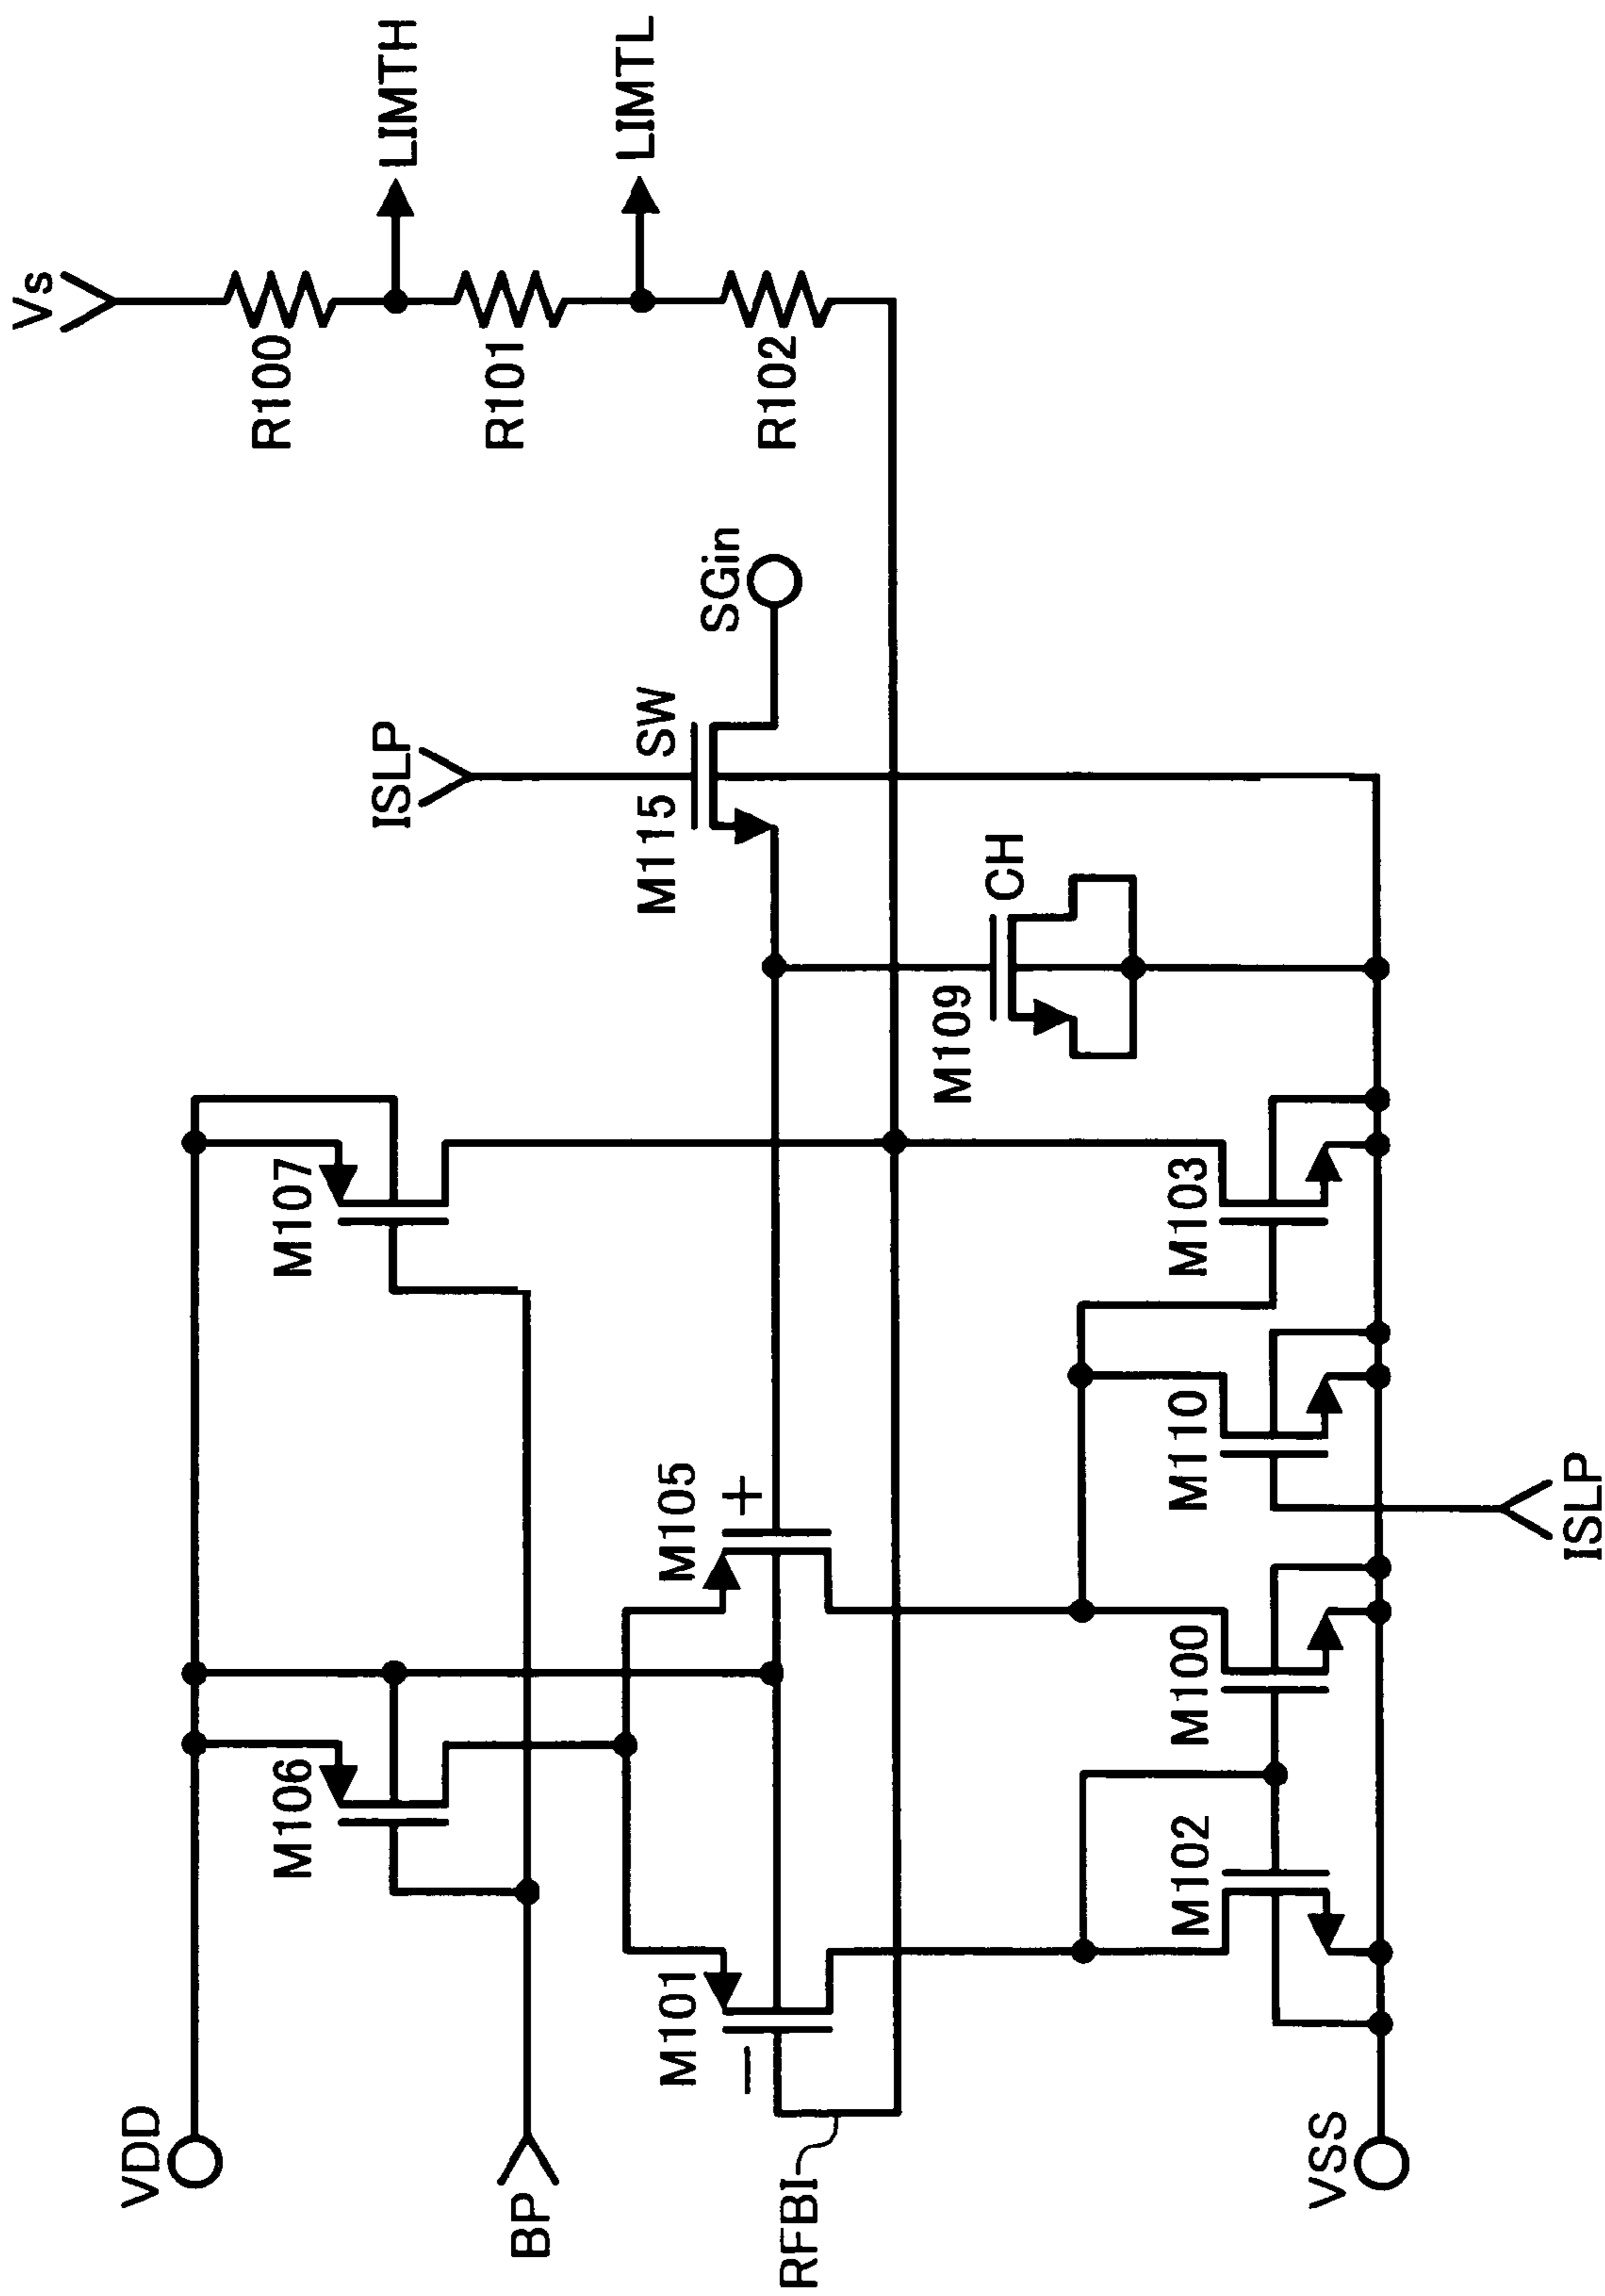 Vs
R100
LIMTH
R101
LIMTL
R102
ISLP
M115 SW
SGin
M109
CH
VDD
M106
M107
BP
M101
−
M105
+
RFBI
M102
M100
M110
M103
VSS
ISLP